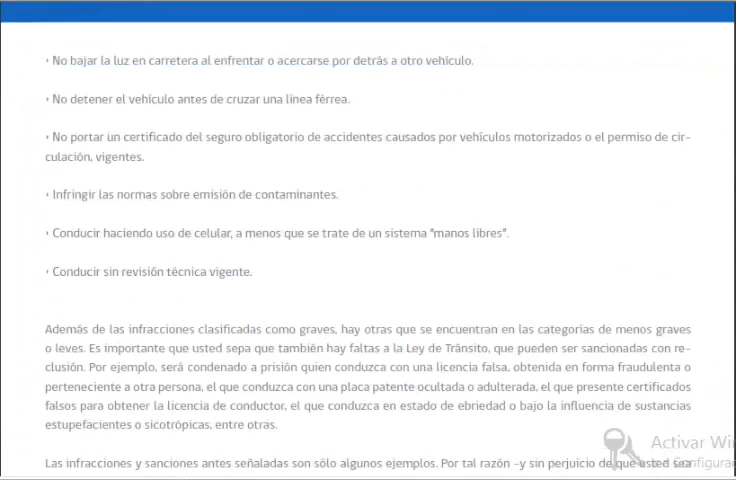 · No bajar la luz en carretera al enfrentar o acercarse por detrás a otro vehículo.
· No detener el vehículo antes de cruzar una línea férrea.
· No portar un certificado del seguro obligatorio de accidentes causados por vehículos motorizados o el permiso de cir-
culación, vigentes.
· Infringir las normas sobre emisión de contaminantes.
· Conducir haciendo uso de celular, a menos que se trate de un sistema "manos libres".
· Conducir sin revisión técnica vigente.
Además de las infracciones clasificadas como graves, hay otras que se encuentran en las categorías de menos graves
o leves. Es importante que usted sepa que también hay faltas a la Ley de Tránsito, que pueden ser sancionadas con re-
clusión. Por ejemplo, será condenado a prisión quien conduzca con una licencia falsa, obtenida en forma fraudulenta o
perteneciente a otra persona, el que conduzca con una placa patente ocultada o adulterada, el que presente certificados
falsos para obtener la licencia de conductor, el que conduzca en estado de ebriedad o bajo la influencia de sustancias
estupefacientes o sicotrópicas, entre otras.
Activar Wi
Las infracciones y sanciones antes señaladas son sólo algunos ejemplos. Por tal razón –y sin perjuicio de que usted sea